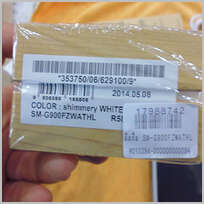 "353750/06/629100/9"
2014.05.08
COLOR : shimmery WHITE
SM-G900FZWATHL
17988742
SM-G900FZWATHL